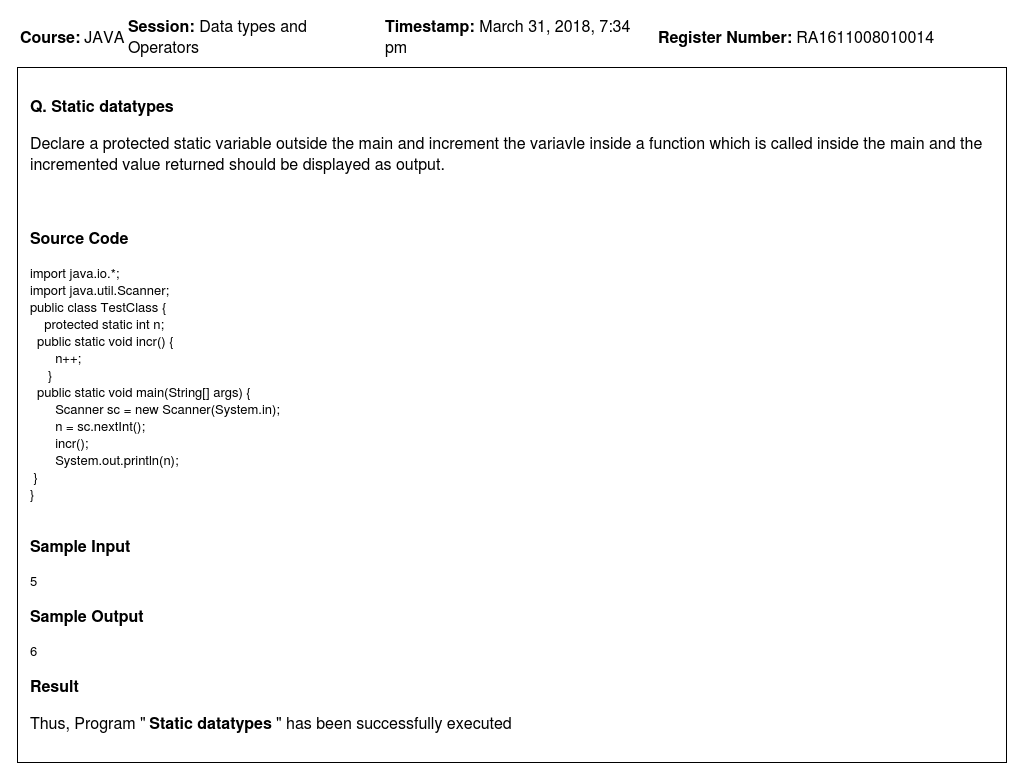 Course: JAVA Session: Data types and Operators Timestamp: March 31, 2018, 7:34 pm Register Number: RA1611008010014
Q. Static datatypes
Declare a protected static variable outside the main and increment the variavle inside a function which is called inside the main and the
incremented value returned should be displayed as output.
Source Code
import java.io.*;
import java.util.Scanner;
public class TestClass {
protected static int n;
public static void incr() {
n++;
}
public static void main(String[] args) {
Scanner sc = new Scanner(System.in);
n = sc.nextInt();
incr();
System.out.println(n);
}
}
Sample Input
5
Sample Output
6
Result
Thus, Program " Static datatypes " has been successfully executed